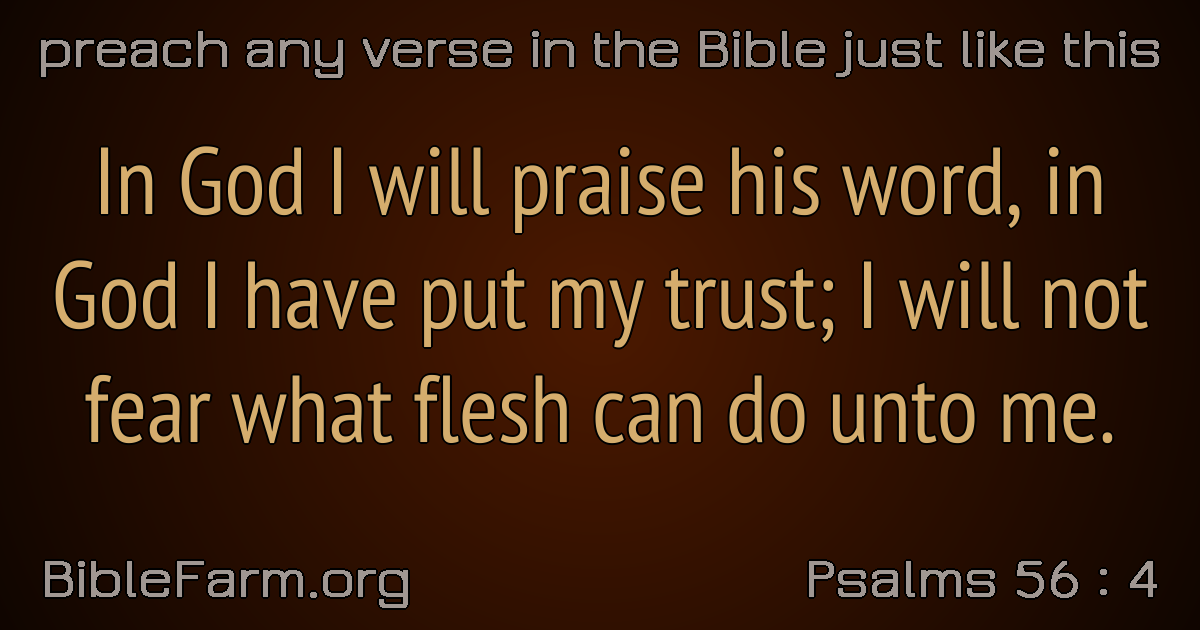 preach any verse in the Bible just like this
In God I will praise his word, in
God I have put my trust; I will not
fear what flesh can do unto me.
BibleFarm.org
Psalms 56 : 4